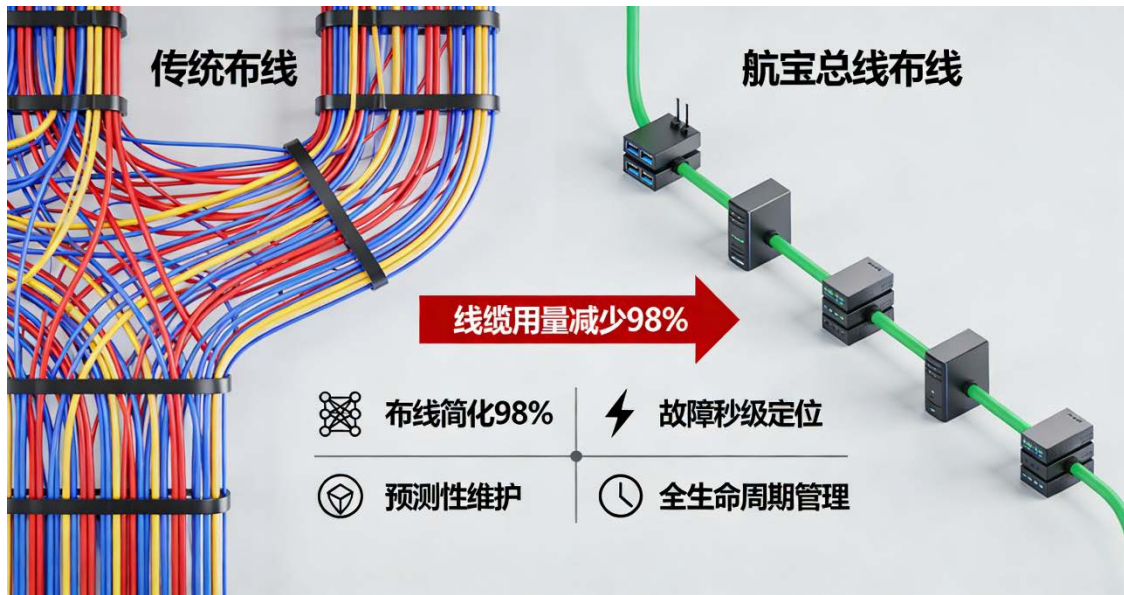 传统布线
航宝总线布线
线缆用量减少98%
布线简化98%
故障秒级定位
预测性维护
全生命周期管理